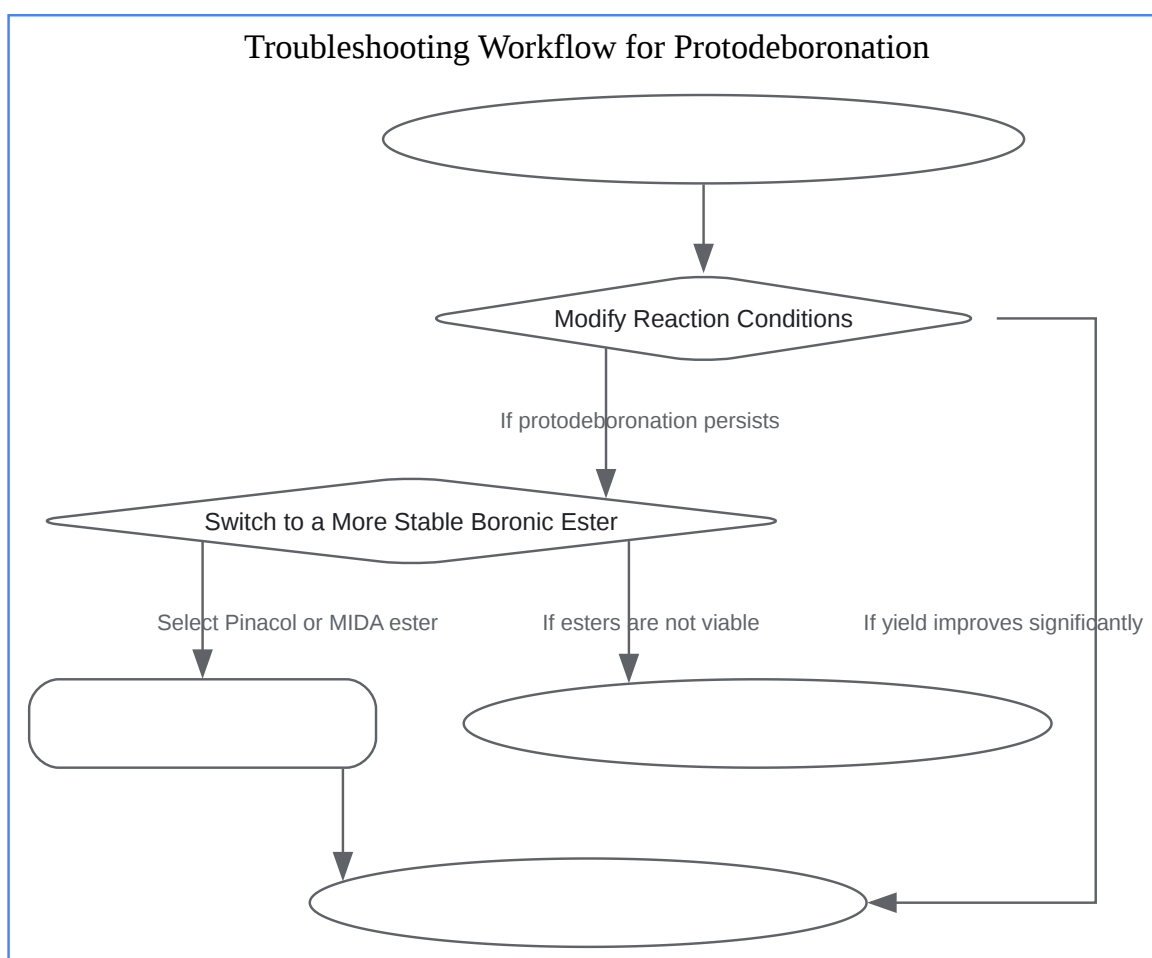 Troubleshooting Workflow for Protodeboronation
Modify Reaction Conditions
If protodeboronation persists
Switch to a More Stable Boronic Ester
Select Pinacol or MIDA ester
If esters are not viable
If yield improves significantly